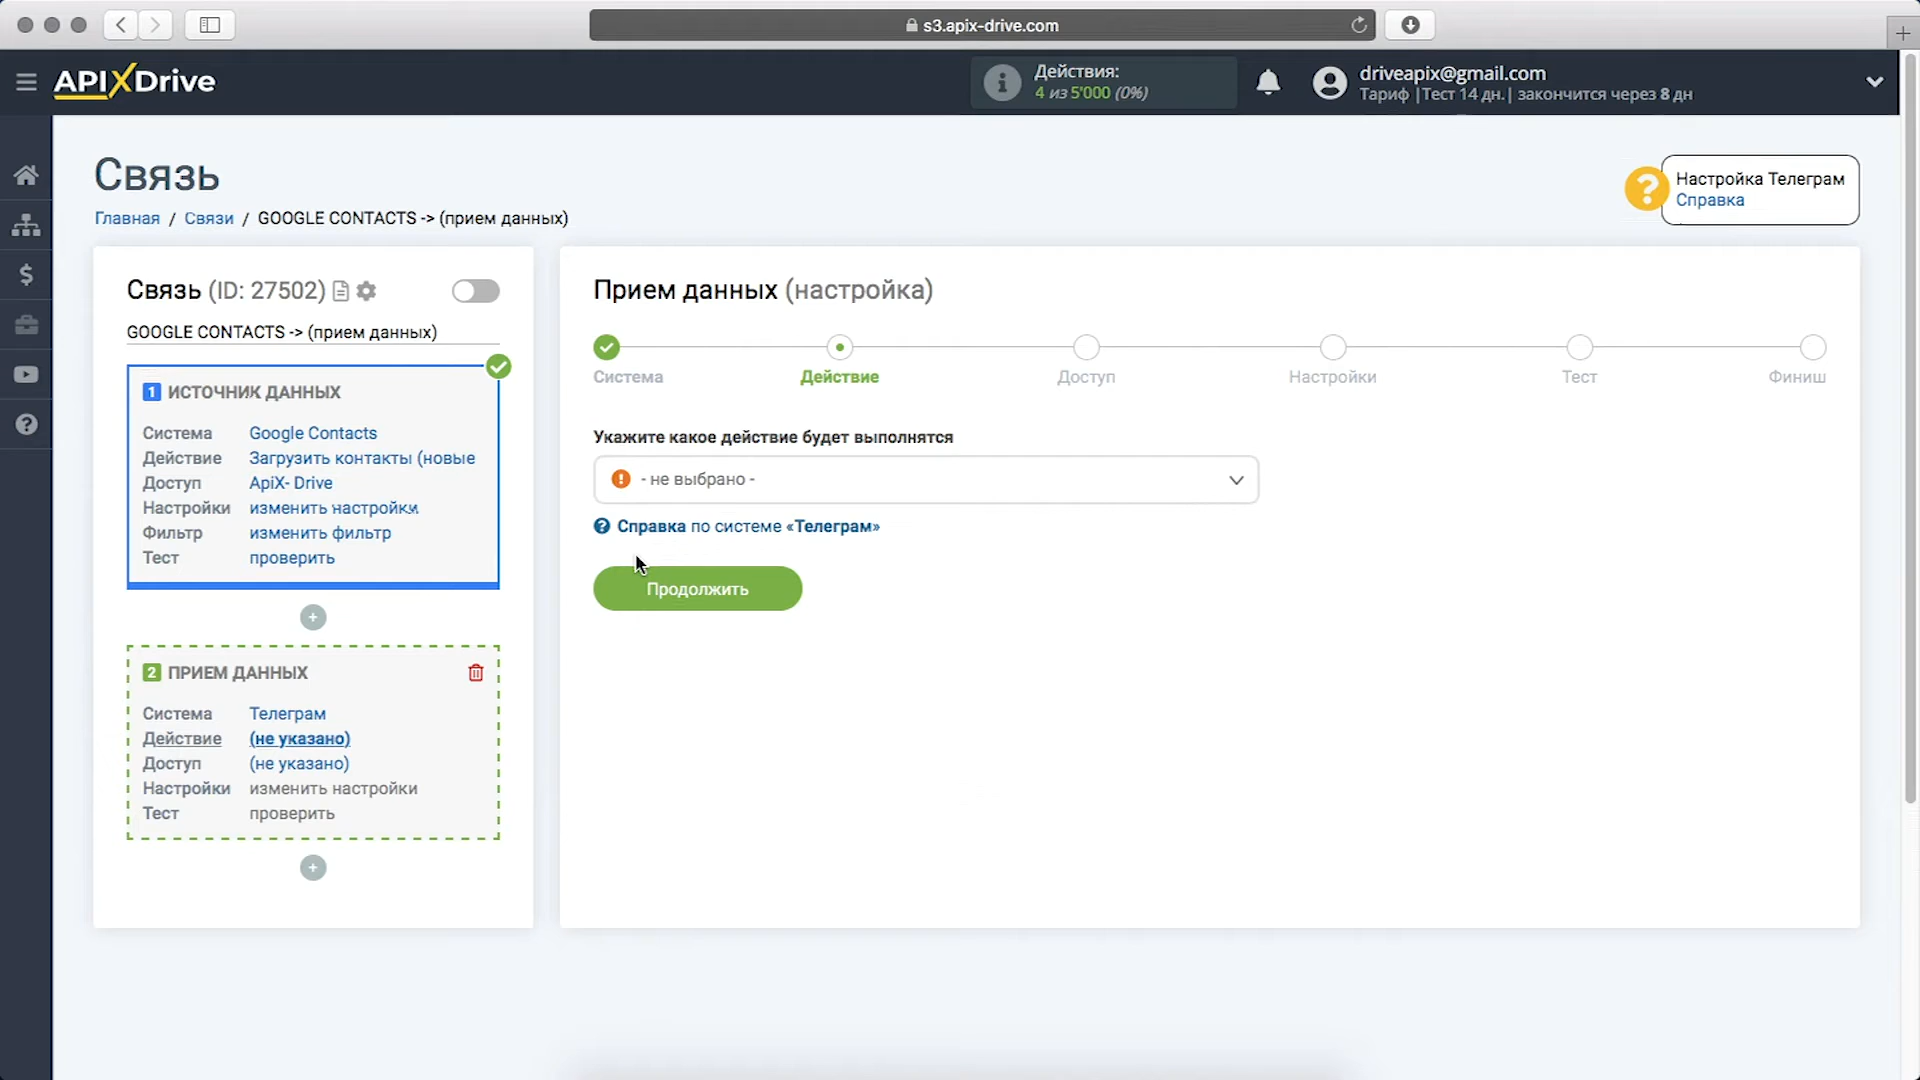 s3.apix-drive.com
APIXDrive
Действия:
4 из 5'000 (0%)
driveapix@gmail.com
Тариф |Тест 14 дн.| закончится через 8 дн
Связь
Главная / Связи / GOOGLE CONTACTS -> (прием данных)
Настройка Телеграм
Справка
Связь (ID: 27502)
GOOGLE CONTACTS -> (прием данных)
1 ИСТОЧНИК ДАННЫХ
Система Google Contacts
Действие Загрузить контакты (новые
Доступ ApiX- Drive
Настройки изменить настройки
Фильтр изменить фильтр
Тест проверить
2 ПРИЕМ ДАННЫХ
Система Телеграм
Действие (не указано)
Доступ (не указано)
Настройки изменить настройки
Тест проверить
Прием данных (настройка)
Система Действие Доступ Настройки Тест Финиш
Укажите какое действие будет выполнятся
- не выбрано -
Справка по системе «Телеграм»
Продолжить